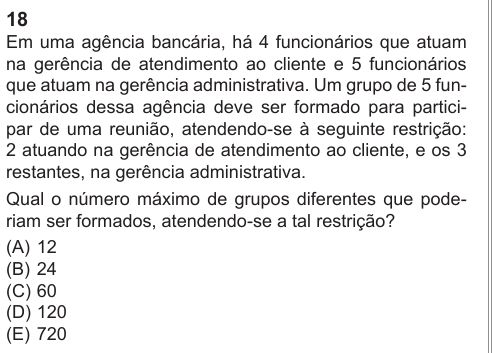 18
Em uma agência bancária, há 4 funcionários que atuam
na gerência de atendimento ao cliente e 5 funcionários
que atuam na gerência administrativa. Um grupo de 5 fun-
cionários dessa agência deve ser formado para partici-
par de uma reunião, atendendo-se à seguinte restrição:
2 atuando na gerência de atendimento ao cliente, e os 3
restantes, na gerência administrativa.
Qual o número máximo de grupos diferentes que pode-
riam ser formados, atendendo-se a tal restrição?
(A) 12
(B) 24
(C) 60
(D) 120
(E) 720